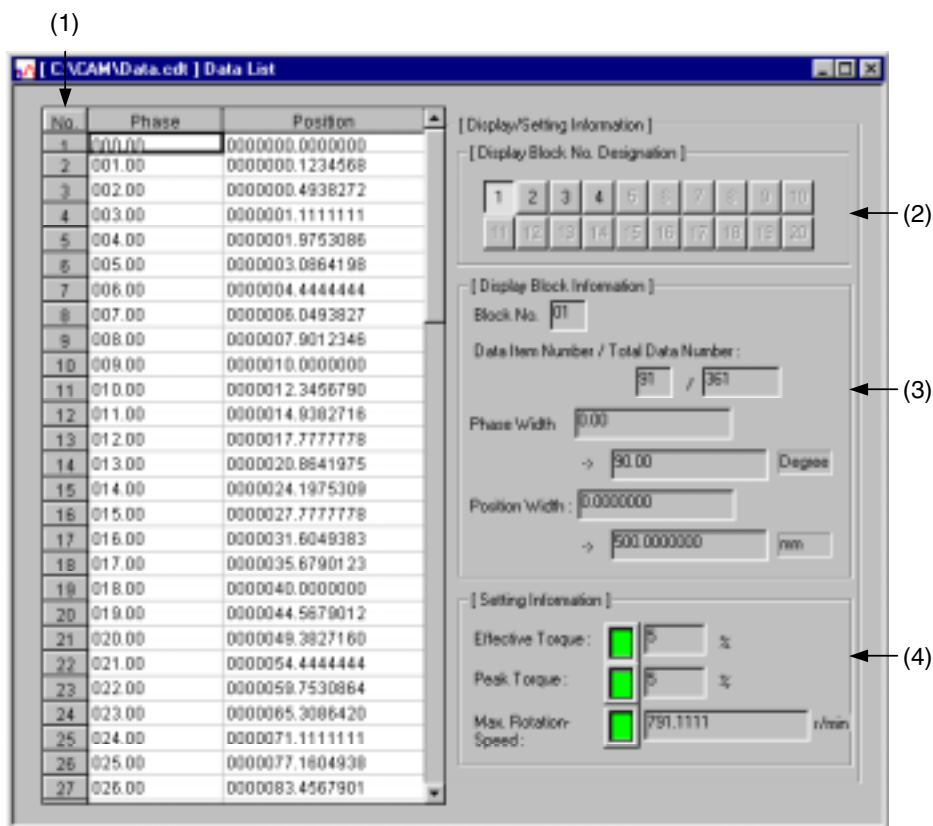 (1)
[ C:\CAM\Data.cdt ] Data List
No. Phase Position
1 000.00 0000000.0000000
2 001.00 0000000.1234568
3 002.00 0000000.4938272
4 003.00 0000001.1111111
5 004.00 0000001.9753086
6 005.00 0000003.0864198
7 006.00 0000004.4444444
8 007.00 0000006.0493827
9 008.00 0000007.9012346
10 009.00 0000010.0000000
11 010.00 0000012.3456790
12 011.00 0000014.9382716
13 012.00 0000017.7777778
14 013.00 0000020.8641975
15 014.00 0000024.1975309
16 015.00 0000027.7777778
17 016.00 0000031.6049383
18 017.00 0000035.6790123
19 018.00 0000040.0000000
20 019.00 0000044.5679012
21 020.00 0000049.3827160
22 021.00 0000054.4444444
23 022.00 0000059.7530864
24 023.00 0000065.3086420
25 024.00 0000071.1111111
26 025.00 0000077.1604938
27 026.00 0000083.4567901
[ Display/Setting Information ]
[ Display Block No. Designation ]
1 2 3 4 5 6 7 8 9 10
11 12 13 14 15 16 17 18 19 20
(2)
[ Display Block Information ]
Block No. 01
Data Item Number / Total Data Number :
91 / 361
(3)
Phase Width 0.00
-> 90.00 Degree
Position Width : 0.0000000
-> 500.0000000 mm
[ Setting Information ]
Effective Torque : 5 %
(4)
Peak Torque : 5 %
Max. Rotation-
Speed : 791.1111 r/min